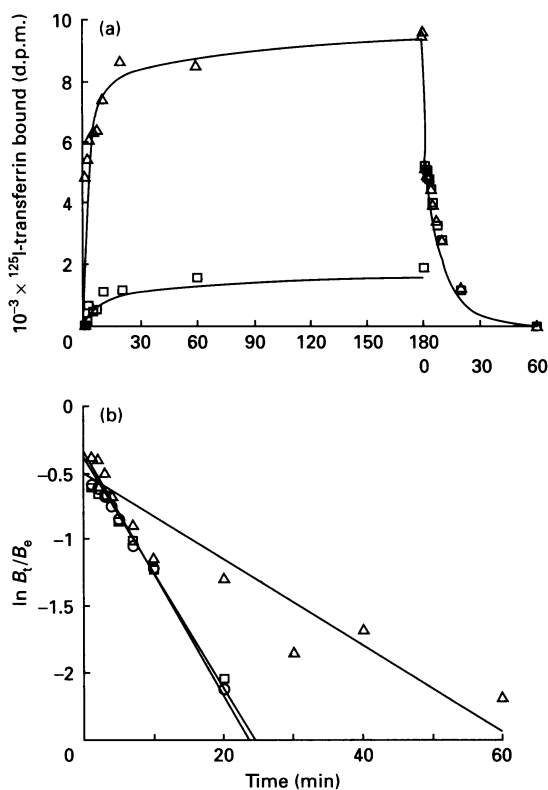 (a)
10⁻³ × ¹²⁵I-transferrin bound (d.p.m.)
10
8
6
4
2
0 30 60 90 120 150 180
0 30 60
(b)
ln Bₜ/Bₑ
0
−0.5
−1
−1.5
−2
0 20 40 60
Time (min)